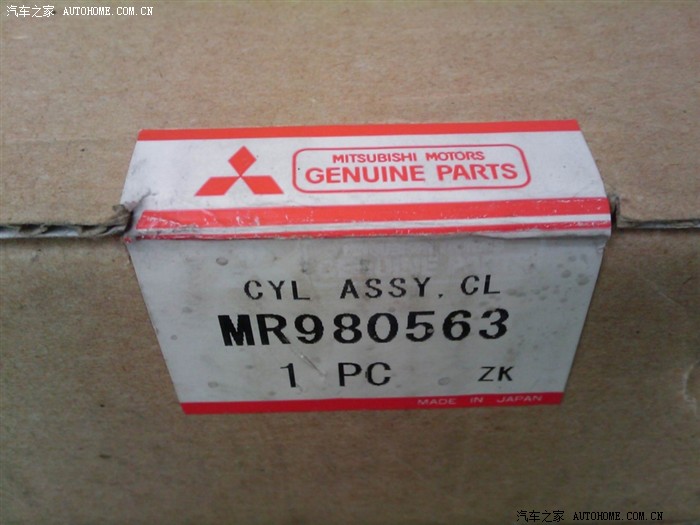 汽车之家 AUTOHOME.COM.CN
MITSUBISHI MOTORS
GENUINE PARTS
CYL ASSY, CL
MR980563
1 PC ZK
MADE IN JAPAN
汽车之家 AUTOHOME.COM.CN